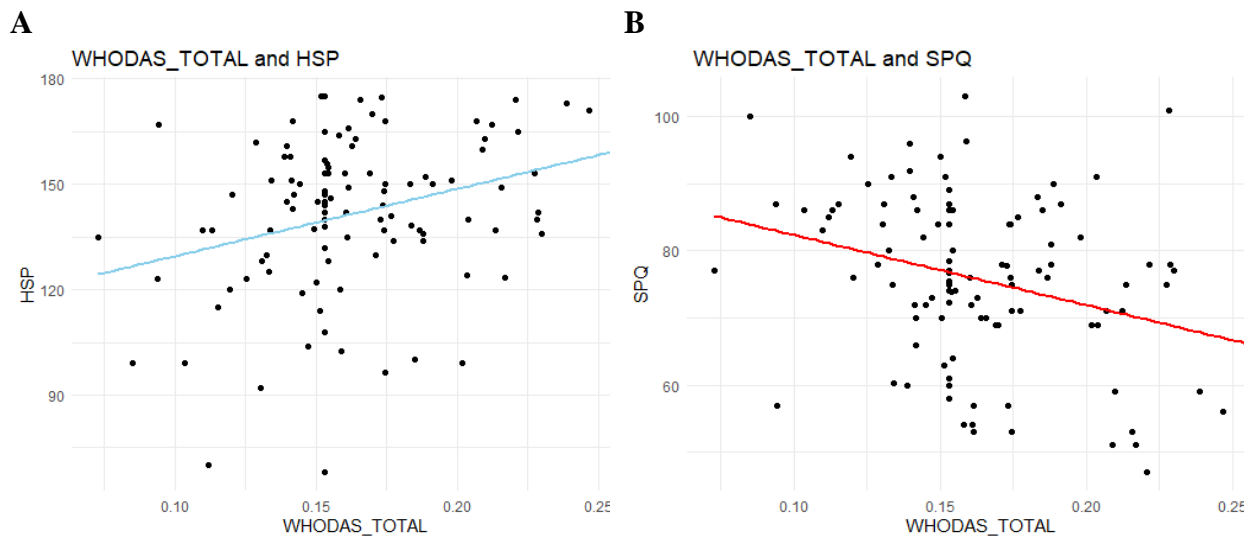 A
WHODAS_TOTAL and HSP
180
150
120
90
HSP
0.10
0.15
0.20
0.25
WHODAS_TOTAL
B
WHODAS_TOTAL and SPQ
100
80
60
SPQ
0.10
0.15
0.20
0.25
WHODAS_TOTAL